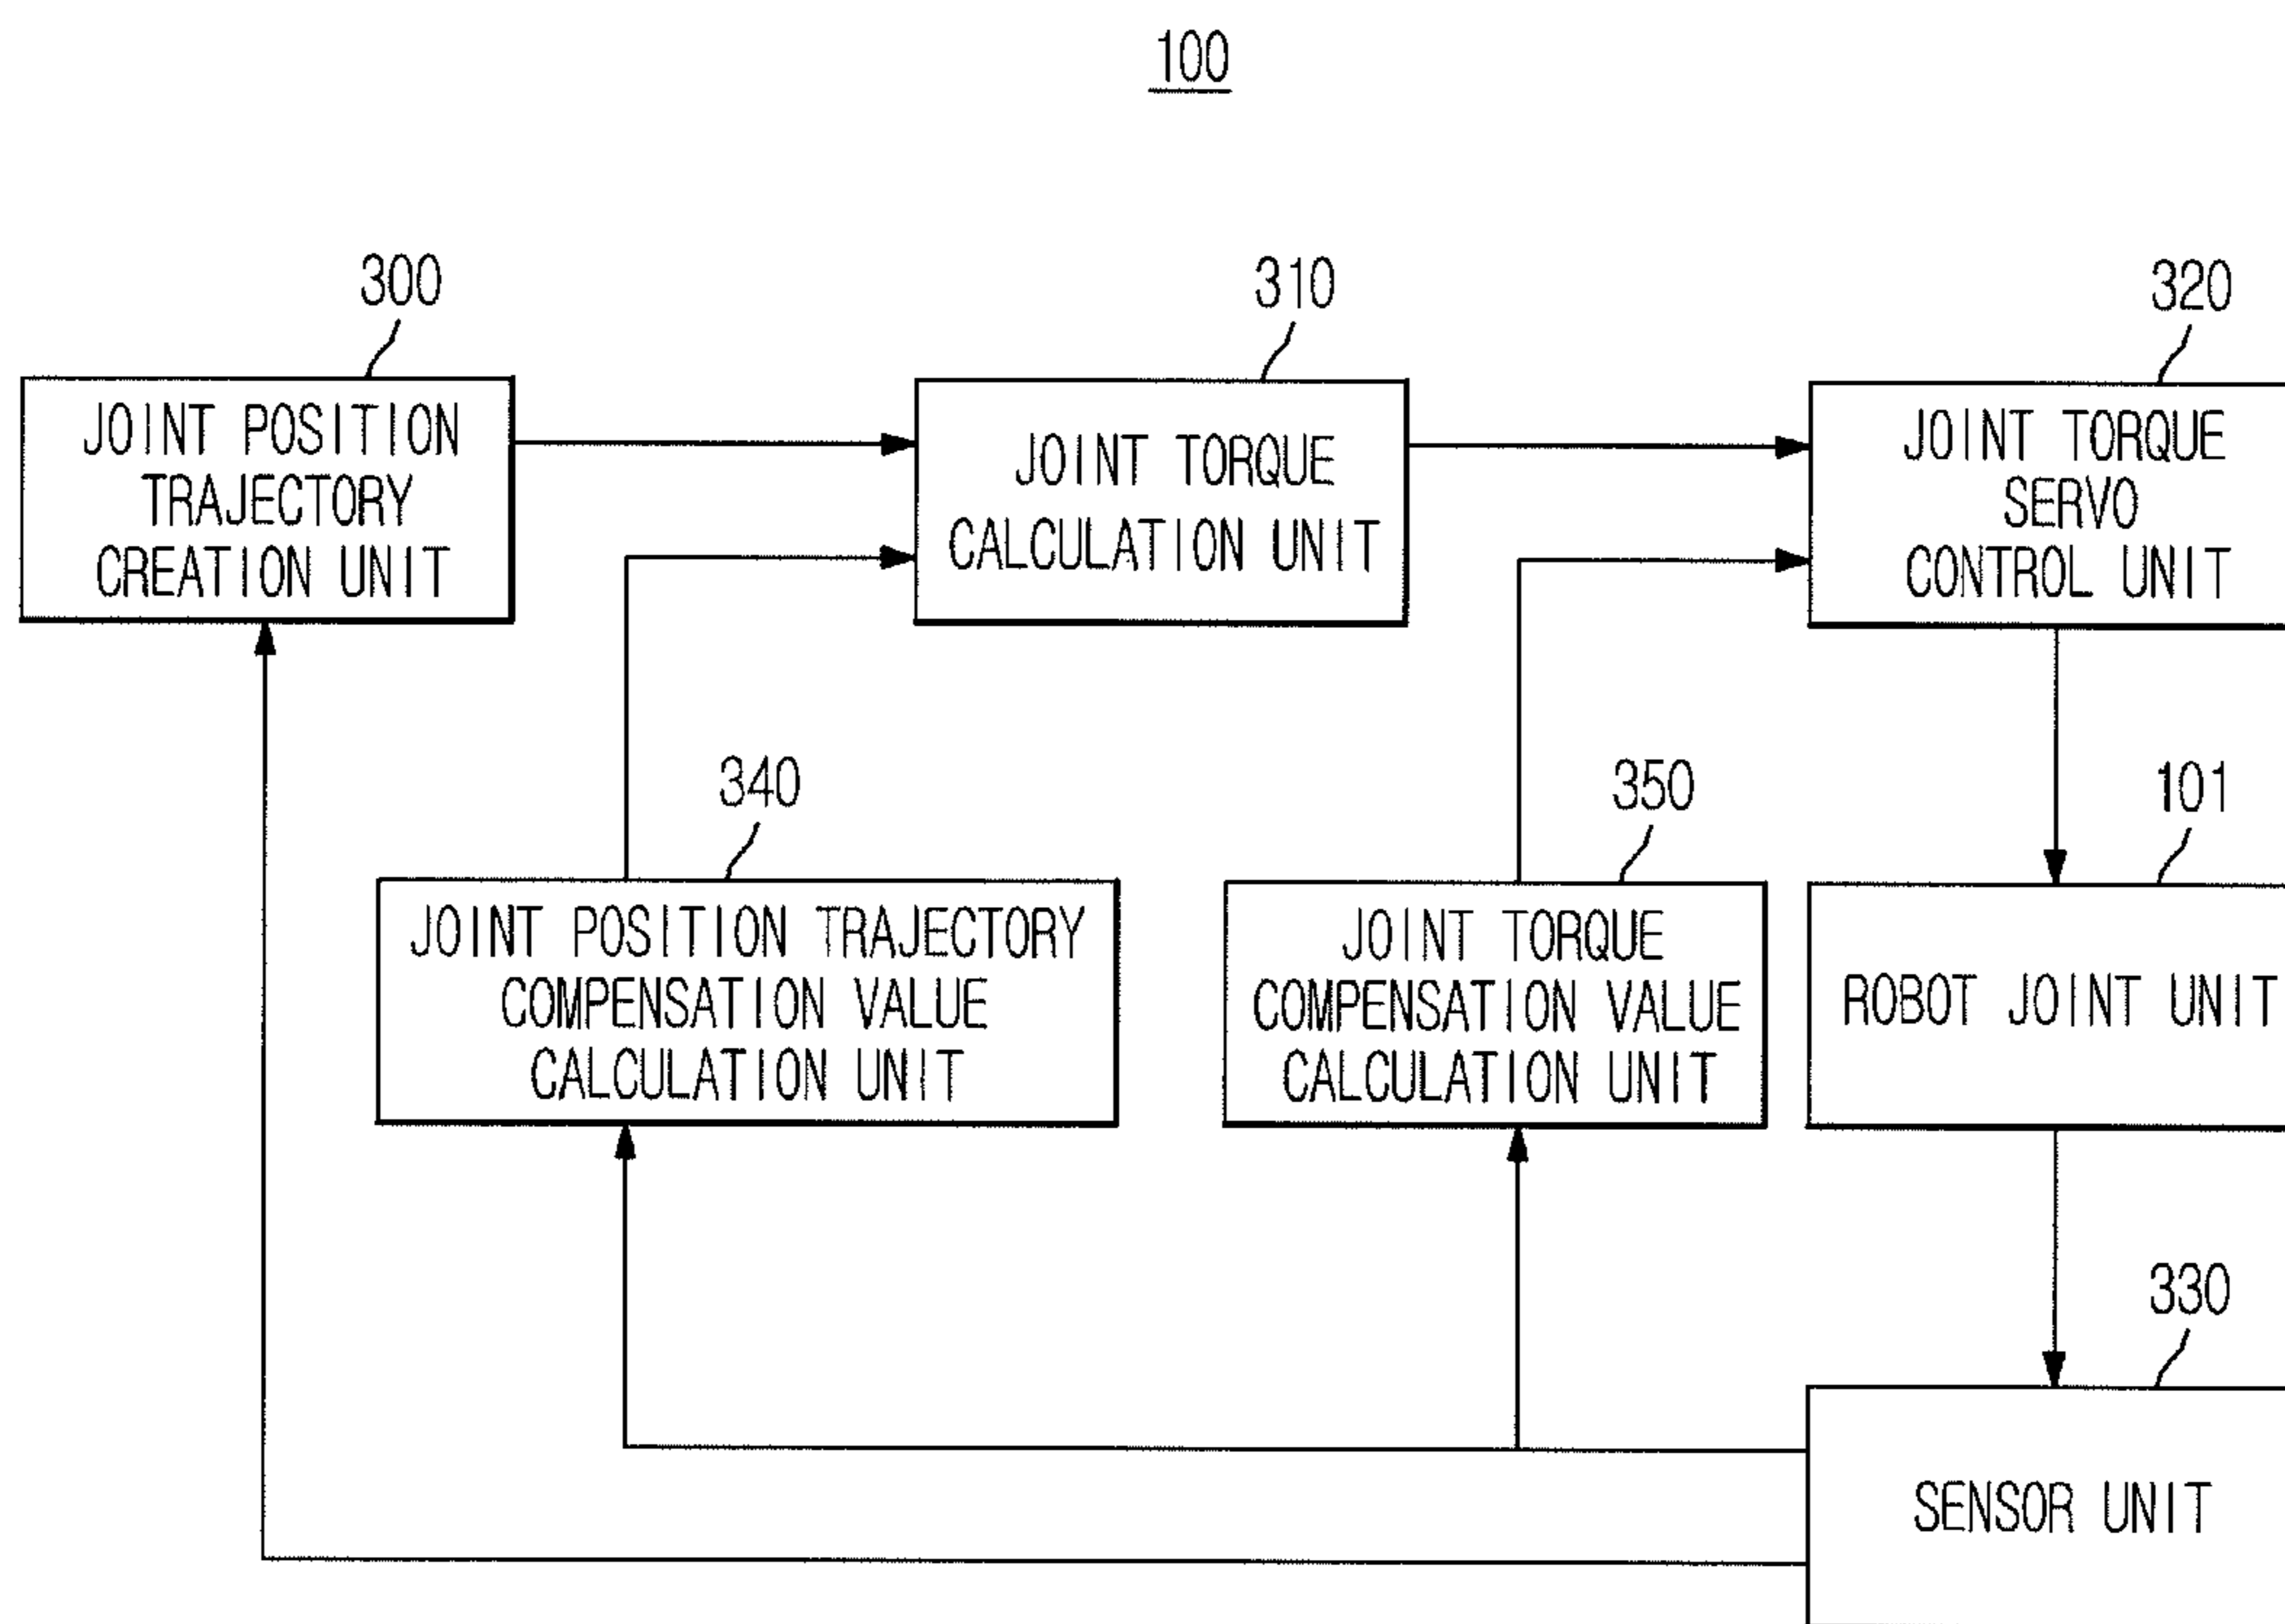 100
300
310
320
JOINT POSITION
TRAJECTORY
CREATION UNIT
JOINT TORQUE
CALCULATION UNIT
JOINT TORQUE
SERVO
CONTROL UNIT
340
350
101
JOINT POSITION TRAJECTORY
COMPENSATION VALUE
CALCULATION UNIT
JOINT TORQUE
COMPENSATION VALUE
CALCULATION UNIT
ROBOT JOINT UNIT
330
SENSOR UNIT